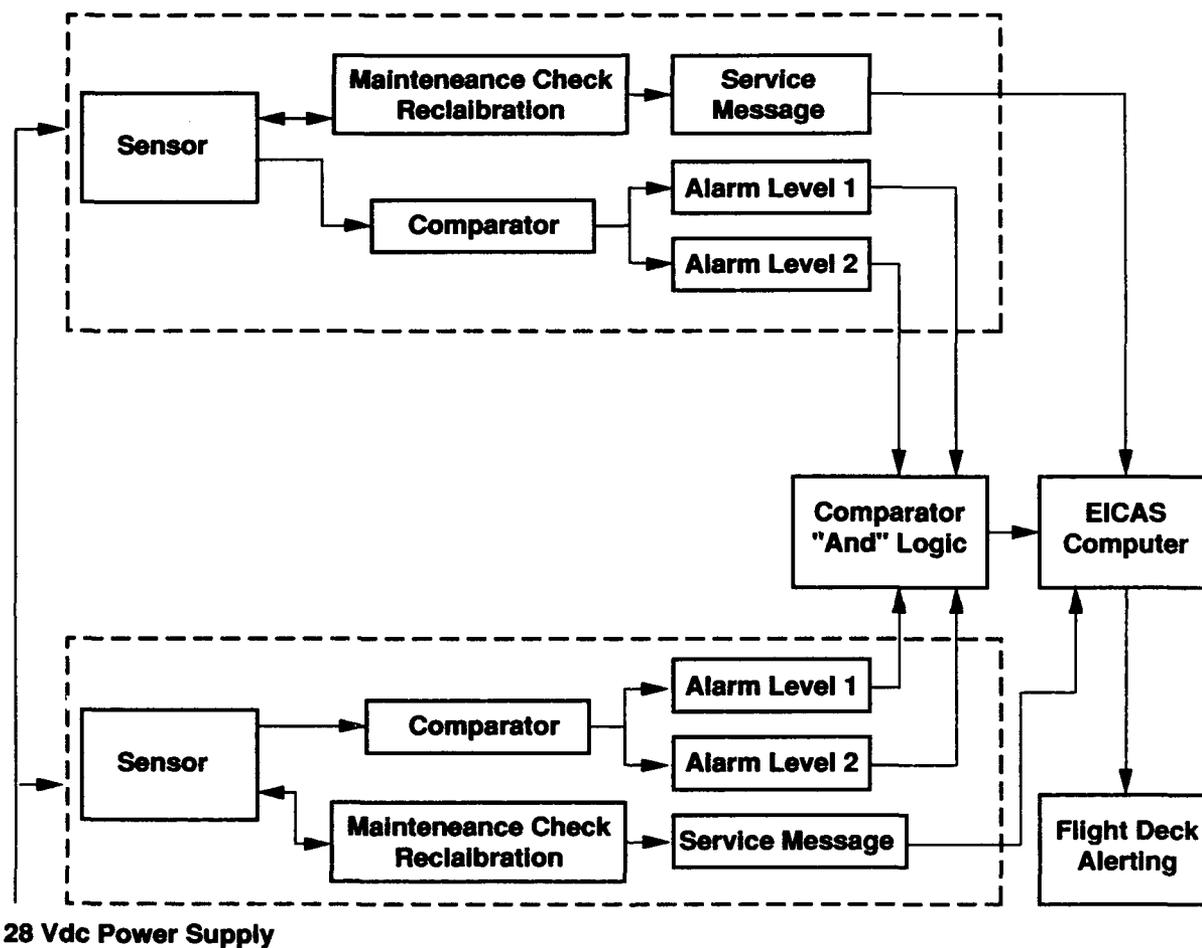 Mainteneance Check
Reclaibration
Service
Message
Sensor
Alarm Level 1
Comparator
Alarm Level 2
Comparator
"And" Logic
EICAS
Computer
Alarm Level 1
Comparator
Sensor
Alarm Level 2
Mainteneance Check
Reclaibration
Service Message
Flight Deck
Alerting
28 Vdc Power Supply